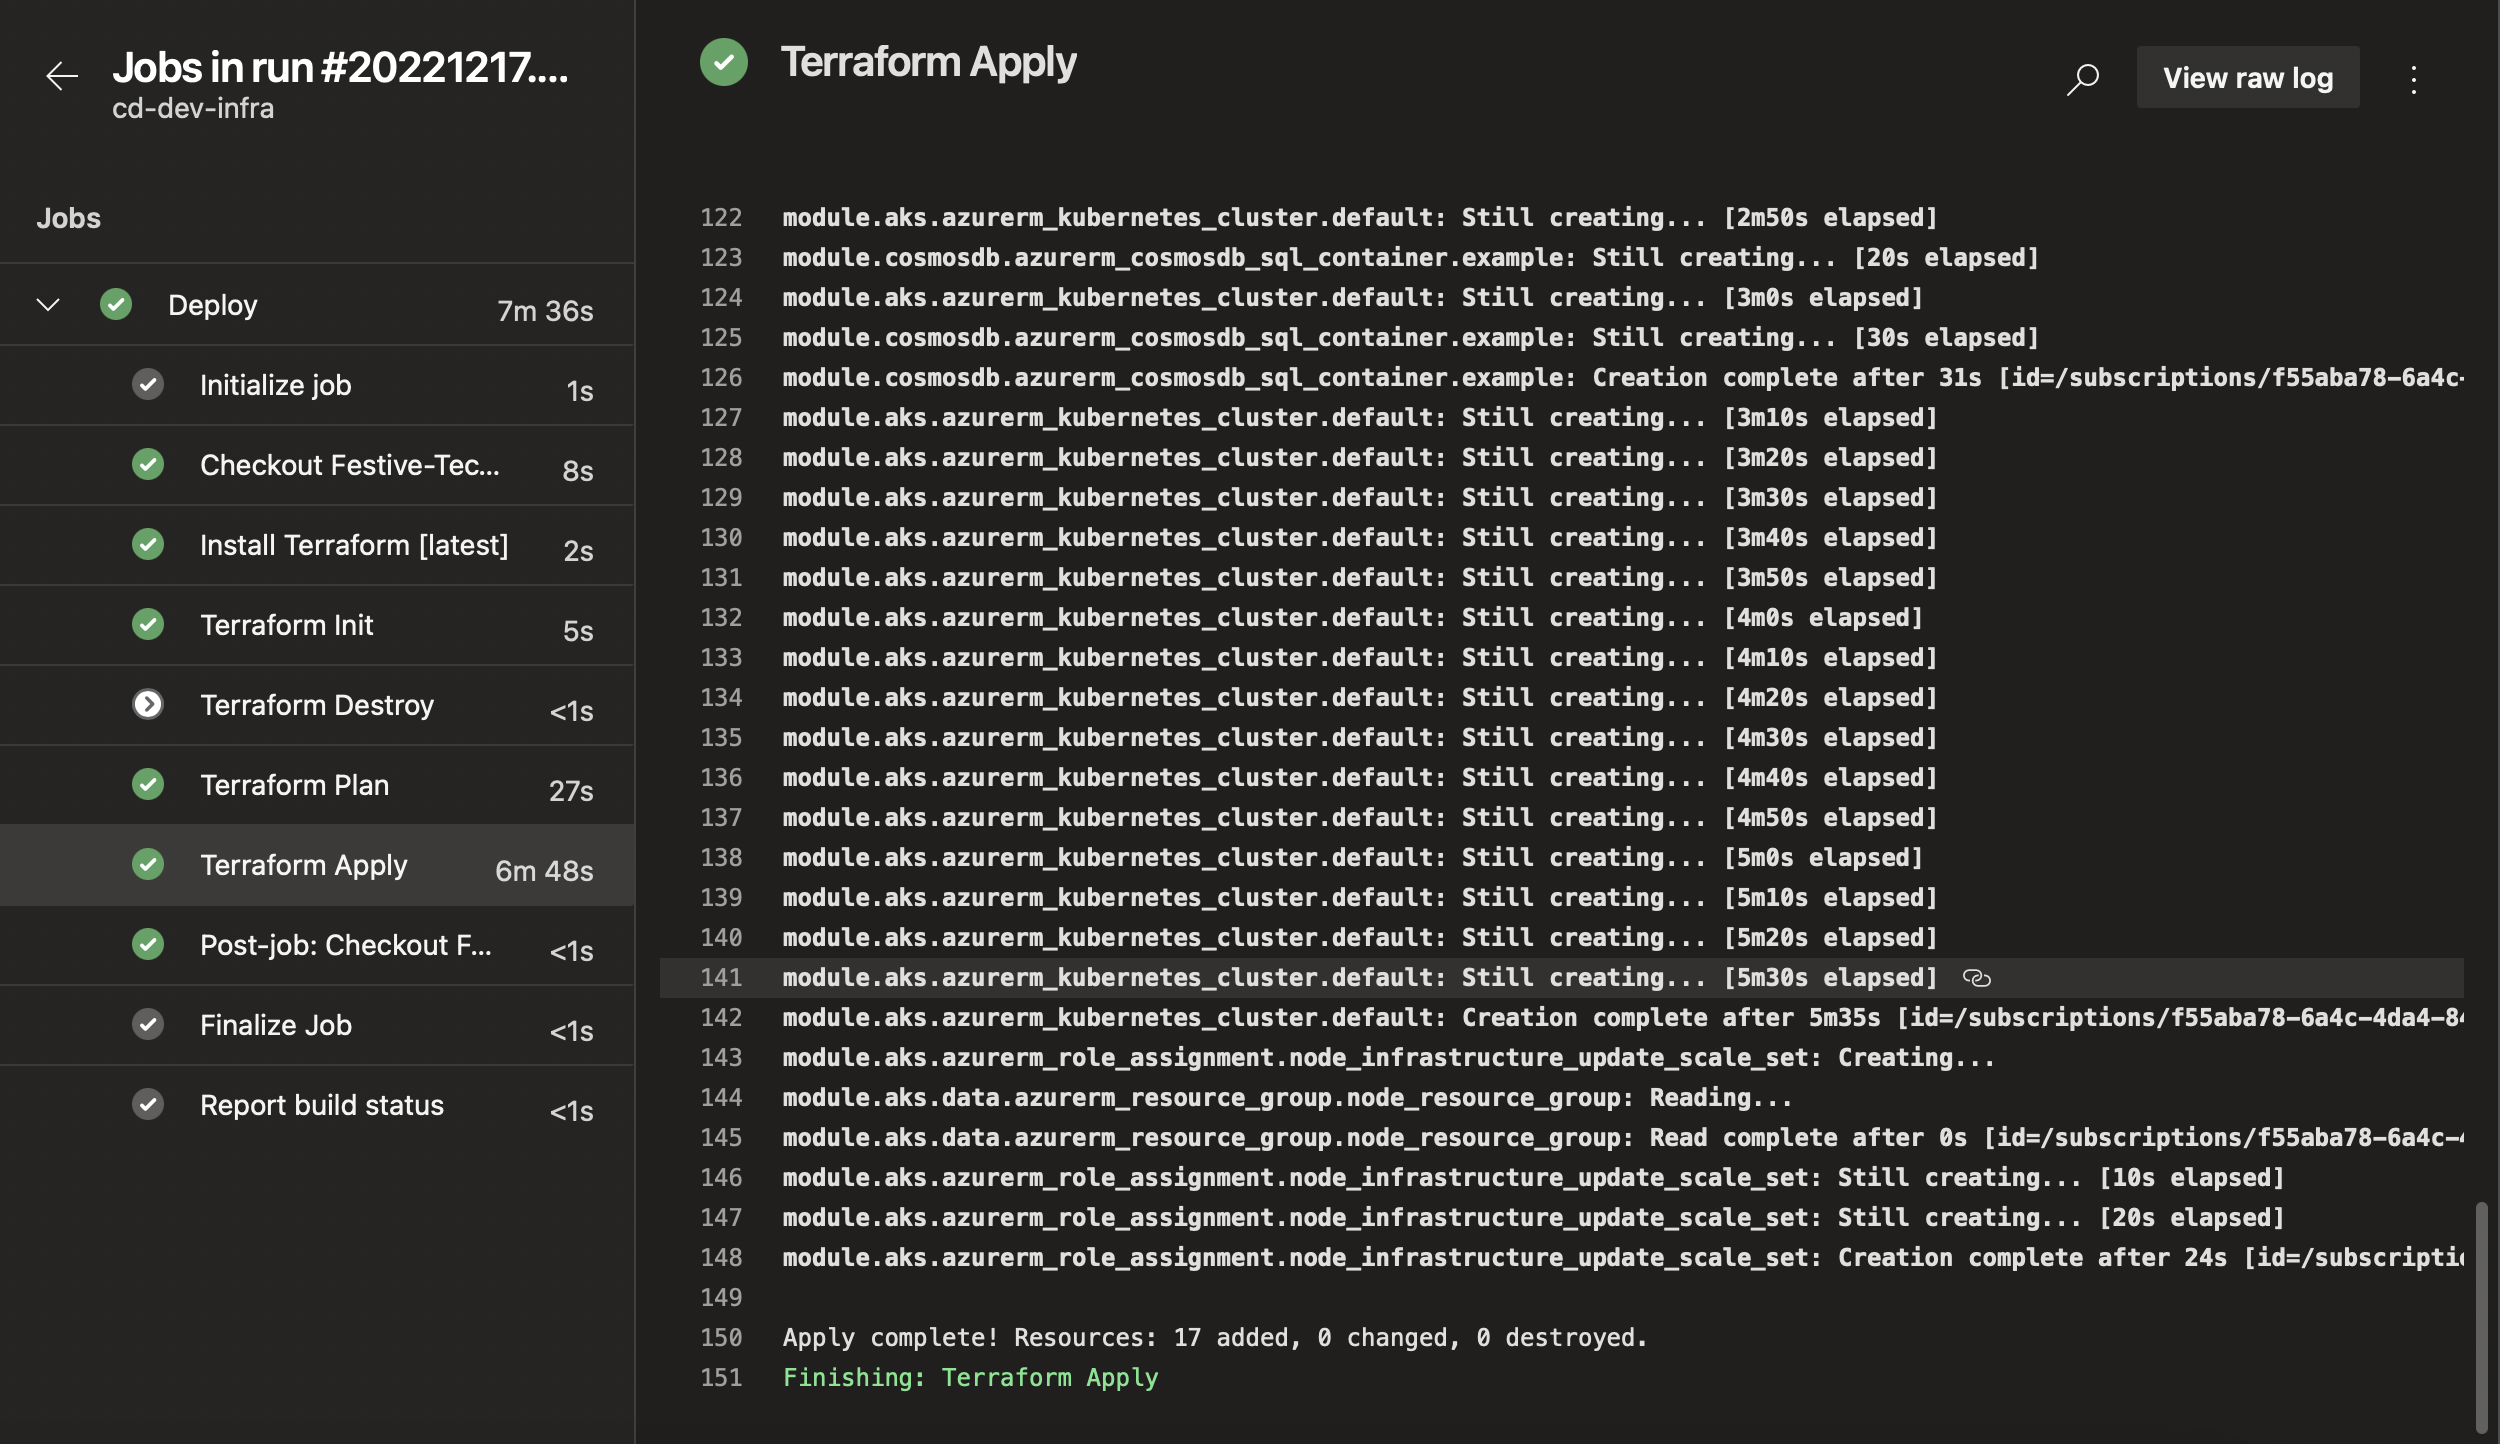 Jobs in run #20221217....
cd-dev-infra
Jobs
Deploy 7m 36s
Initialize job 1s
Checkout Festive-Tec... 8s
Install Terraform [latest] 2s
Terraform Init 5s
Terraform Destroy <1s
Terraform Plan 27s
Terraform Apply 6m 48s
Post-job: Checkout F... <1s
Finalize Job <1s
Report build status <1s
Terraform Apply
View raw log
122 module.aks.azurerm_kubernetes_cluster.default: Still creating... [2m50s elapsed]
123 module.cosmosdb.azurerm_cosmosdb_sql_container.example: Still creating... [20s elapsed]
124 module.aks.azurerm_kubernetes_cluster.default: Still creating... [3m0s elapsed]
125 module.cosmosdb.azurerm_cosmosdb_sql_container.example: Still creating... [30s elapsed]
126 module.cosmosdb.azurerm_cosmosdb_sql_container.example: Creation complete after 31s [id=/subscriptions/f55aba78-6a4c-
127 module.aks.azurerm_kubernetes_cluster.default: Still creating... [3m10s elapsed]
128 module.aks.azurerm_kubernetes_cluster.default: Still creating... [3m20s elapsed]
129 module.aks.azurerm_kubernetes_cluster.default: Still creating... [3m30s elapsed]
130 module.aks.azurerm_kubernetes_cluster.default: Still creating... [3m40s elapsed]
131 module.aks.azurerm_kubernetes_cluster.default: Still creating... [3m50s elapsed]
132 module.aks.azurerm_kubernetes_cluster.default: Still creating... [4m0s elapsed]
133 module.aks.azurerm_kubernetes_cluster.default: Still creating... [4m10s elapsed]
134 module.aks.azurerm_kubernetes_cluster.default: Still creating... [4m20s elapsed]
135 module.aks.azurerm_kubernetes_cluster.default: Still creating... [4m30s elapsed]
136 module.aks.azurerm_kubernetes_cluster.default: Still creating... [4m40s elapsed]
137 module.aks.azurerm_kubernetes_cluster.default: Still creating... [4m50s elapsed]
138 module.aks.azurerm_kubernetes_cluster.default: Still creating... [5m0s elapsed]
139 module.aks.azurerm_kubernetes_cluster.default: Still creating... [5m10s elapsed]
140 module.aks.azurerm_kubernetes_cluster.default: Still creating... [5m20s elapsed]
141 module.aks.azurerm_kubernetes_cluster.default: Still creating... [5m30s elapsed]
142 module.aks.azurerm_kubernetes_cluster.default: Creation complete after 5m35s [id=/subscriptions/f55aba78-6a4c-4da4-84
143 module.aks.azurerm_role_assignment.node_infrastructure_update_scale_set: Creating...
144 module.aks.data.azurerm_resource_group.node_resource_group: Reading...
145 module.aks.data.azurerm_resource_group.node_resource_group: Read complete after 0s [id=/subscriptions/f55aba78-6a4c-4
146 module.aks.azurerm_role_assignment.node_infrastructure_update_scale_set: Still creating... [10s elapsed]
147 module.aks.azurerm_role_assignment.node_infrastructure_update_scale_set: Still creating... [20s elapsed]
148 module.aks.azurerm_role_assignment.node_infrastructure_update_scale_set: Creation complete after 24s [id=/subscriptio
149
150 Apply complete! Resources: 17 added, 0 changed, 0 destroyed.
151 Finishing: Terraform Apply